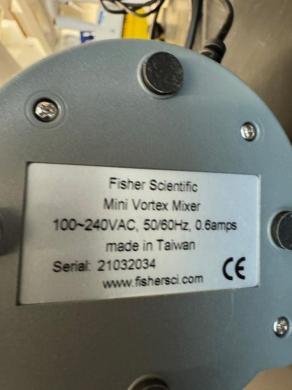 Fisher Scientific
Mini Vortex Mixer
100~240VAC, 50/60Hz, 0.6amps
made in Taiwan
Serial: 21032034
www.fishersci.com
CE